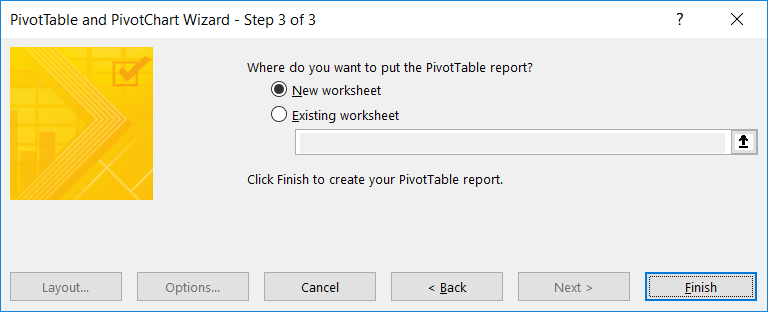 PivotTable and PivotChart Wizard - Step 3 of 3
?
Where do you want to put the PivotTable report?
New worksheet
Existing worksheet
Click Finish to create your PivotTable report.
Layout... Options... Cancel < Back Next > Finish